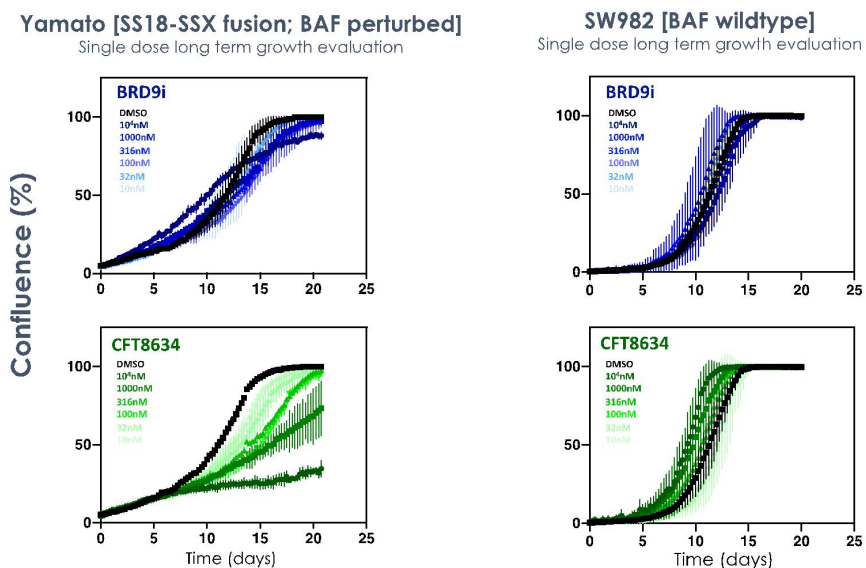 Yamato [SS18-SSX fusion; BAF perturbed]
Single dose long term growth evaluation
SW982 [BAF wildtype]
Single dose long term growth evaluation
Confluence (%)
BRD9i
DMSO
10⁴nM
1000nM
316nM
100nM
32nM
10nM
100
50
0
0 5 10 15 20 25
BRD9i
DMSO
10⁴nM
1000nM
316nM
100nM
32nM
10nM
100
50
0
0 5 10 15 20 25
CFT8634
DMSO
10⁴nM
1000nM
316nM
100nM
32nM
10nM
100
50
0
0 5 10 15 20 25
Time (days)
CFT8634
DMSO
10⁴nM
1000nM
316nM
100nM
32nM
10nM
100
50
0
0 5 10 15 20 25
Time (days)